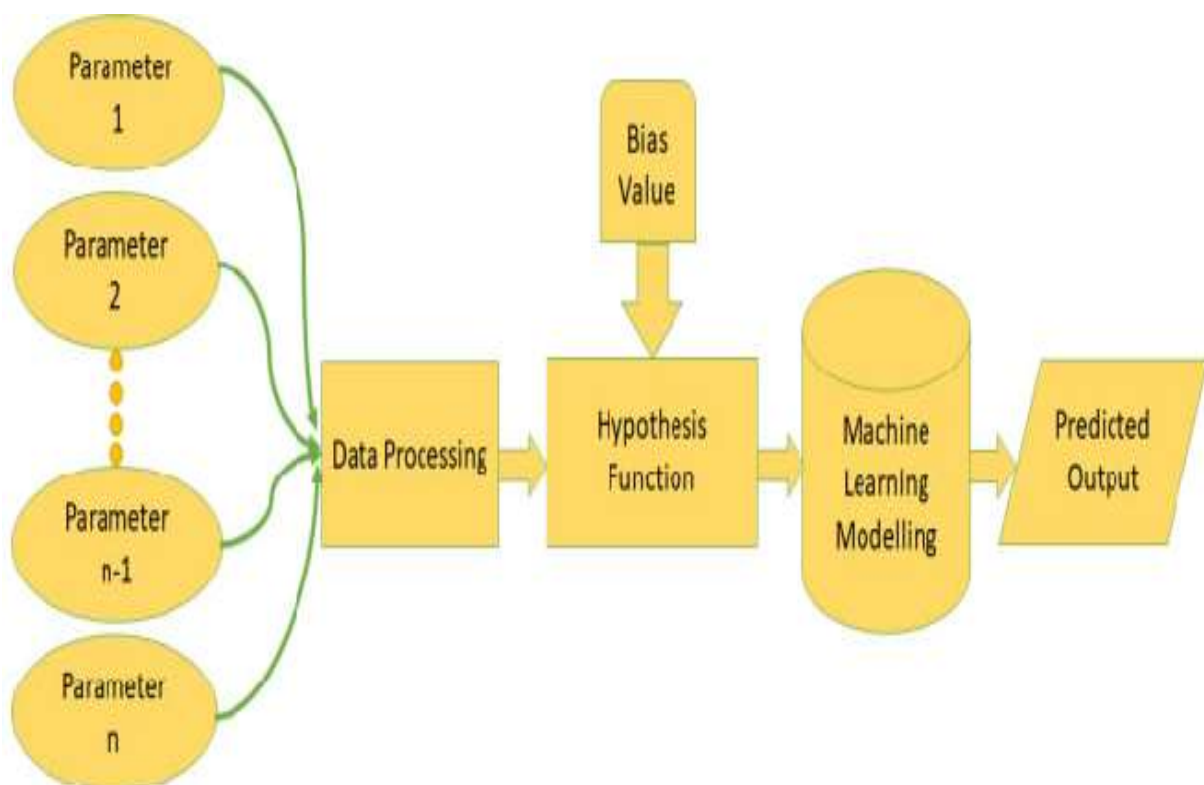 Parameter
1
Parameter
2
Parameter
n-1
Parameter
n
Data Processing
Bias
Value
Hypothesis
Function
Machine
Learning
Modelling
Predicted
Output